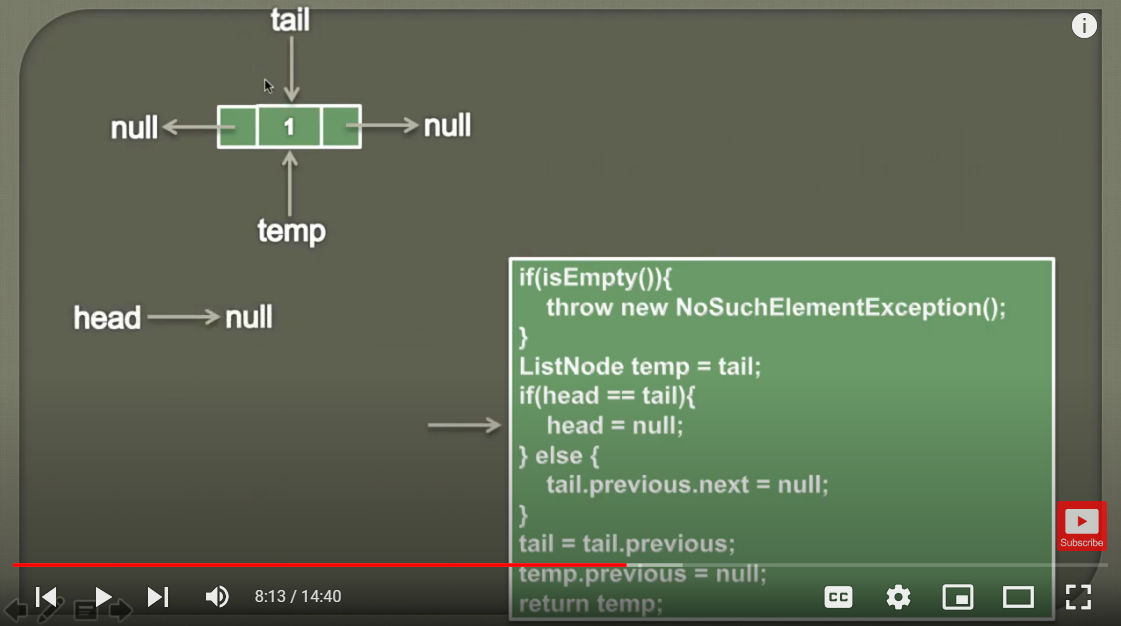 tail
null
1
null
temp
head
null
if(isEmpty()){
throw new NoSuchElementException();
}
ListNode temp = tail;
if(head == tail){
head = null;
} else {
tail.previous.next = null;
}
tail = tail.previous;
temp.previous = null;
return temp;
Subscribe
8:13 / 14:40
CC